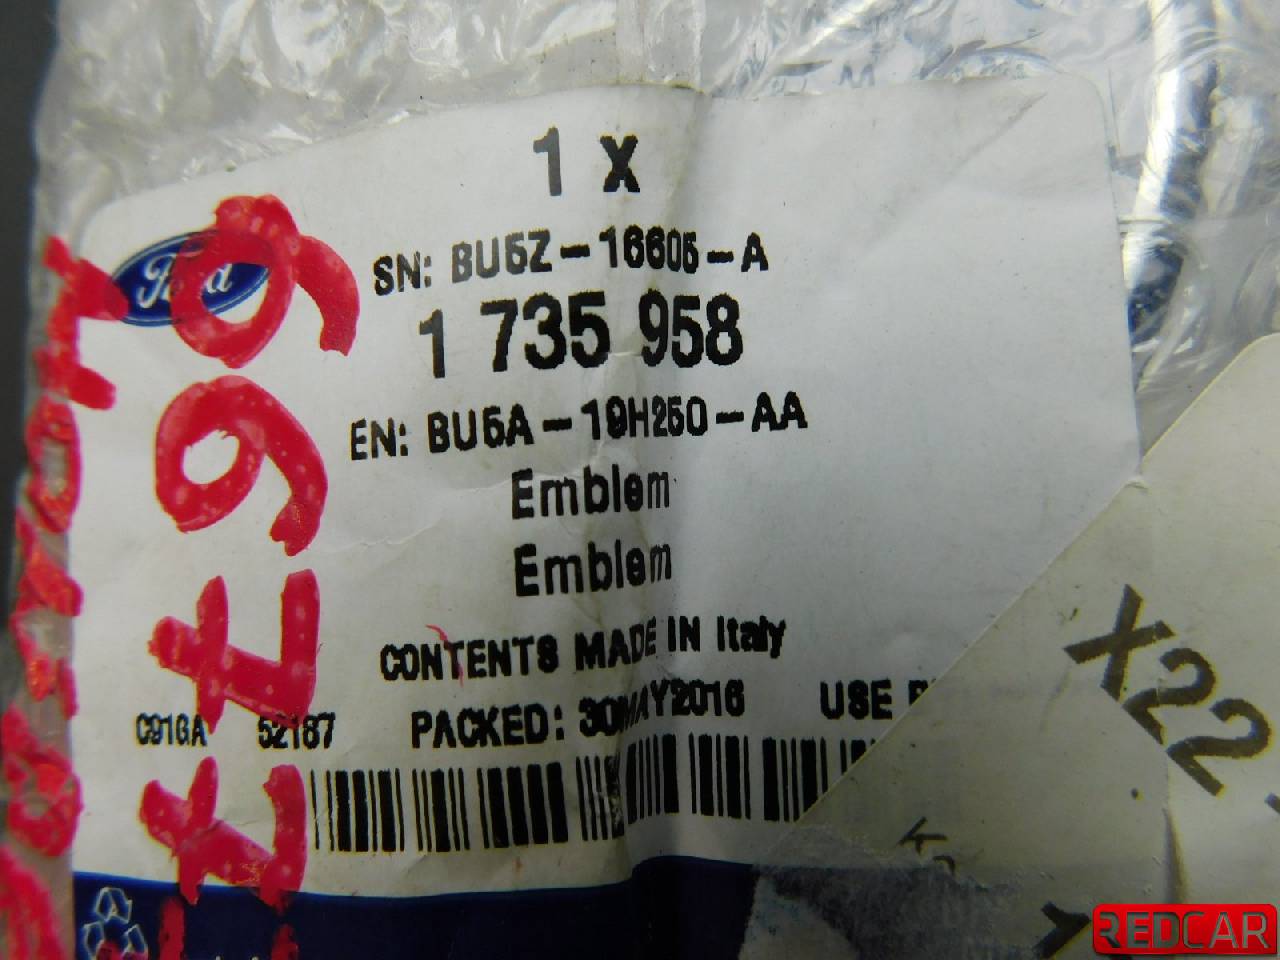 1 X
Ford
SN: BU5Z-16605-A
1 735 958
EN: BU5A-19H250-AA
Emblem
Emblem
CONTENTS MADE IN Italy
C91GA 52187 PACKED: 30MAY2016 USE
X22
REDCAR